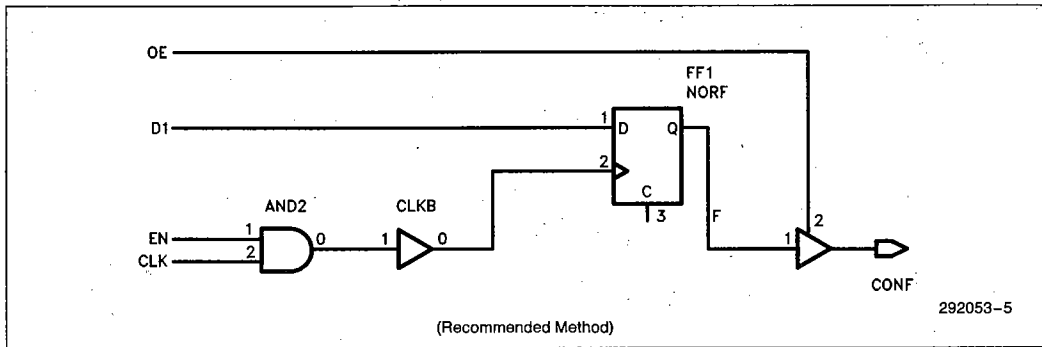 OE
FF1
NORF
D1
1
D
Q
2
C
3
F
AND2
CLKB
EN
1
0
1
0
CLK
2
1
2
CONF
292053–5
(Recommended Method)